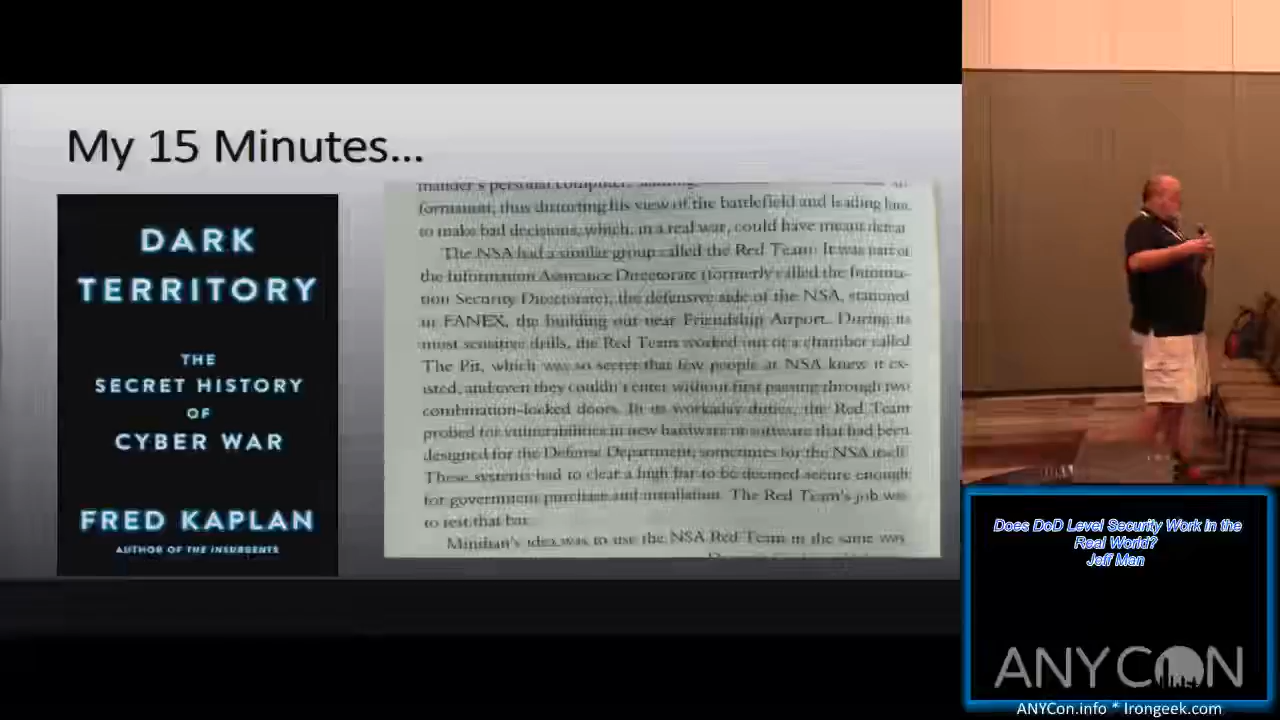 My 15 Minutes...
DARK
TERRITORY
THE
SECRET HISTORY
OF
CYBER WAR
FRED KAPLAN
AUTHOR OF THE INSURGENTS
mander's personal computer,
formation, thus distorting his view of the battlefield and leading him
to make bad decisions, which, in a real war, could have meant defeat
The NSA had a similar group called the Red Team. It was part of
the Information Assurance Directorate (formerly called the Informa-
tion Security Directorate), the defensive side of the NSA, stationed
in FANEX, the building out near Friendship Airport. During its
most sensitive drills, the Red Team worked out of a chamber called
The Pit, which was so secret that few people at NSA knew it ex-
isted, and even they couldn't enter without first passing through two
combination-locked doors. In its workaday duties, the Red Team
probed for vulnerabilities in new hardware or software that had been
designed for the Defense Department, sometimes for the NSA itself.
These systems had to clear a high bar to be deemed secure enough
for government purchase and installation. The Red Team's job was
to test that bar.
Minihan's idea was to use the NSA Red Team in the same way
Does DoD Level Security Work in the
Real World?
Jeff Man
ANYCON
ANYCon.info * Irongeek.com